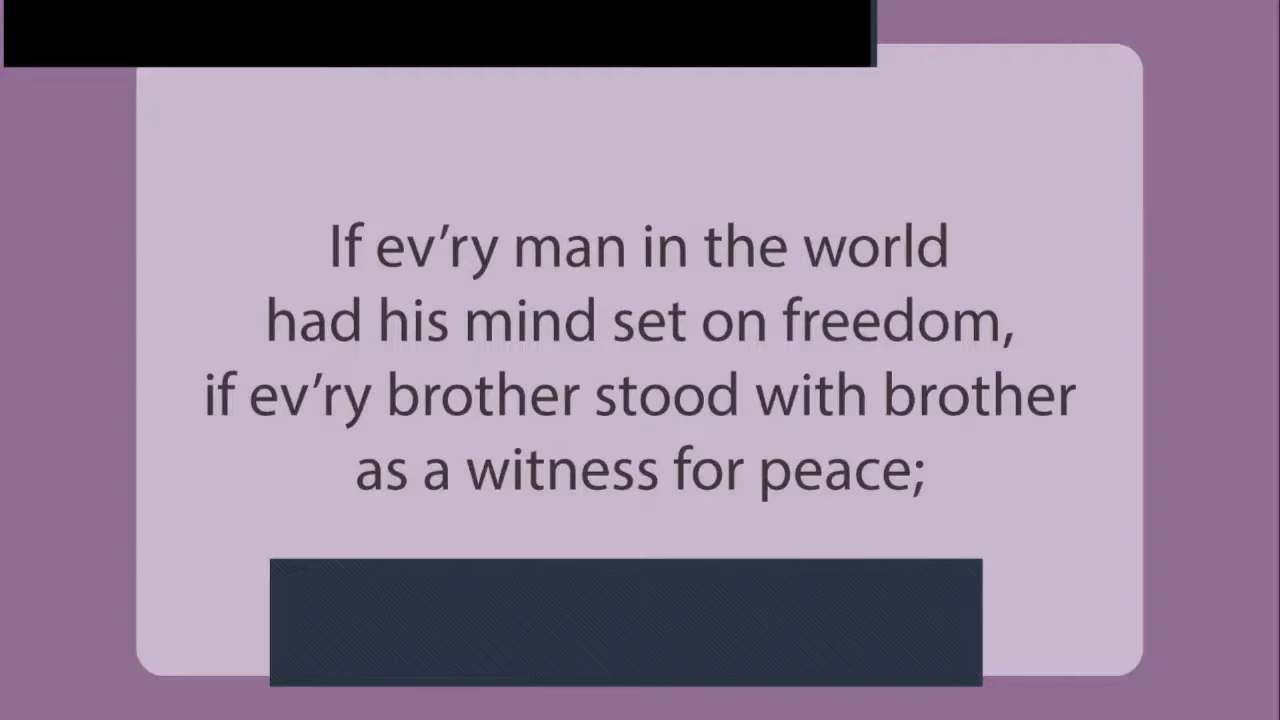 If ev’ry man in the world
had his mind set on freedom,
if ev’ry brother stood with brother
as a witness for peace;